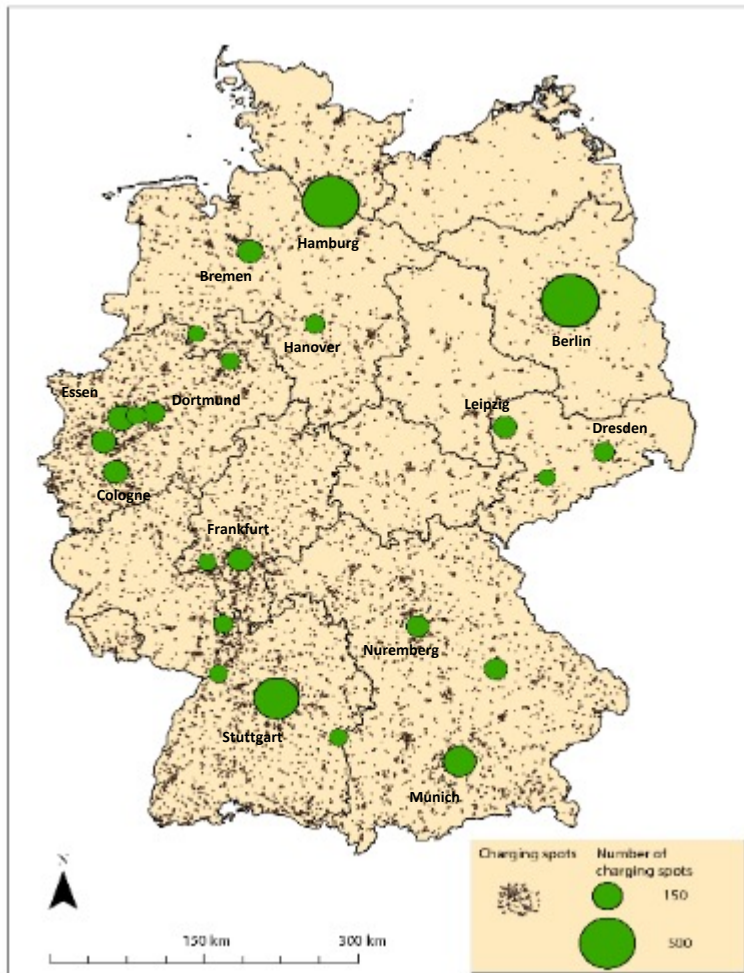 Hamburg
Bremen
Berlin
Hanover
Essen
Dortmund
Leipzig
Dresden
Cologne
Frankfurt
Nuremberg
Stuttgart
Munich
N
150 km
300 km
Charging spots
Number of
charging spots
150
500